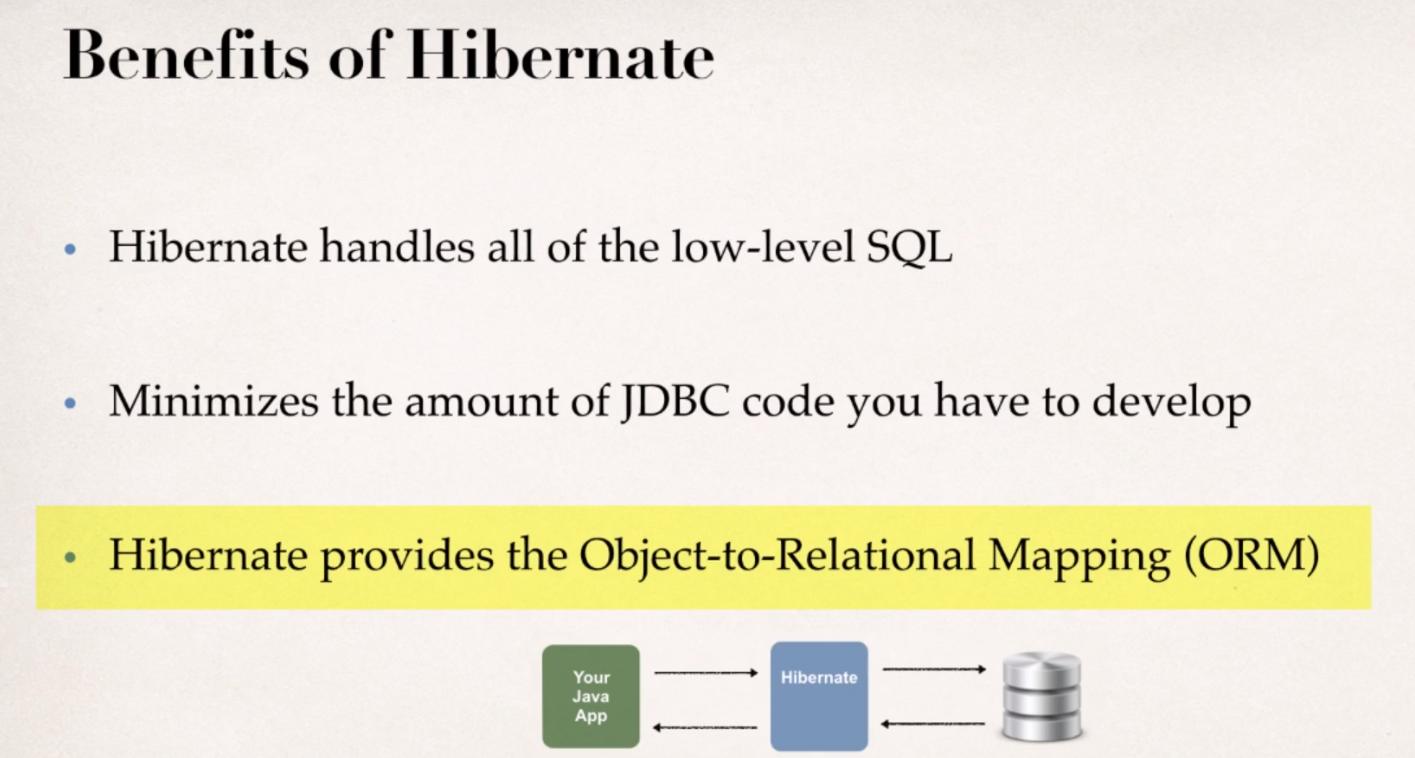 Benefits of Hibernate
• Hibernate handles all of the low-level SQL
• Minimizes the amount of JDBC code you have to develop
• Hibernate provides the Object-to-Relational Mapping (ORM)
Your
Java
App
Hibernate